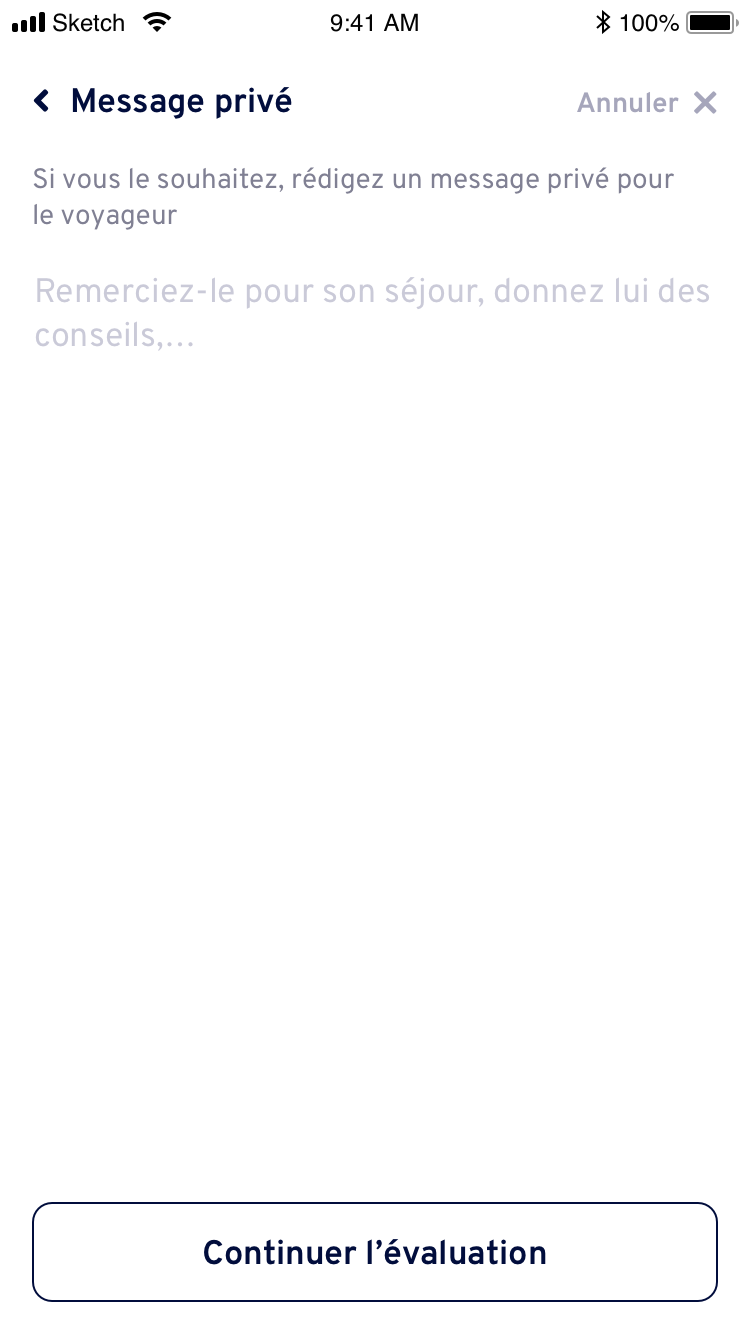 Sketch 9:41 AM 100%
Message privé Annuler
Si vous le souhaitez, rédigez un message privé pour
le voyageur
Remerciez-le pour son séjour, donnez lui des
conseils,...
Continuer l’évaluation